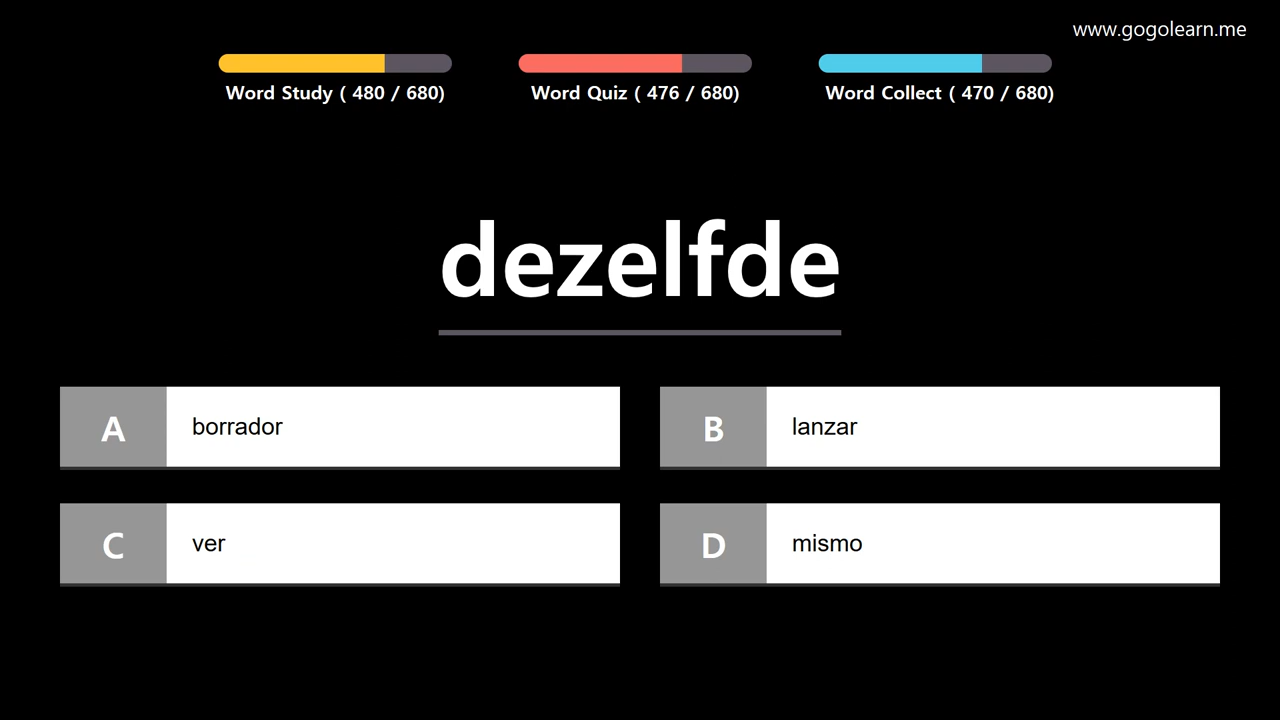 www.gogolearn.me
Word Study ( 480 / 680)
Word Quiz ( 476 / 680)
Word Collect ( 470 / 680)
dezelfde
A
borrador
B
lanzar
C
ver
D
mismo